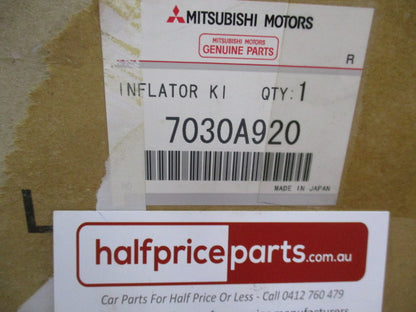 MITSUBISHI MOTORS
MITSUBISHI MOTORS
GENUINE PARTS
R
INFLATOR KI QTY:1
7030A920
MADE IN JAPAN
halfpriceparts.com.au
Car Parts For Half Price Or Less - Call 0412 760 479